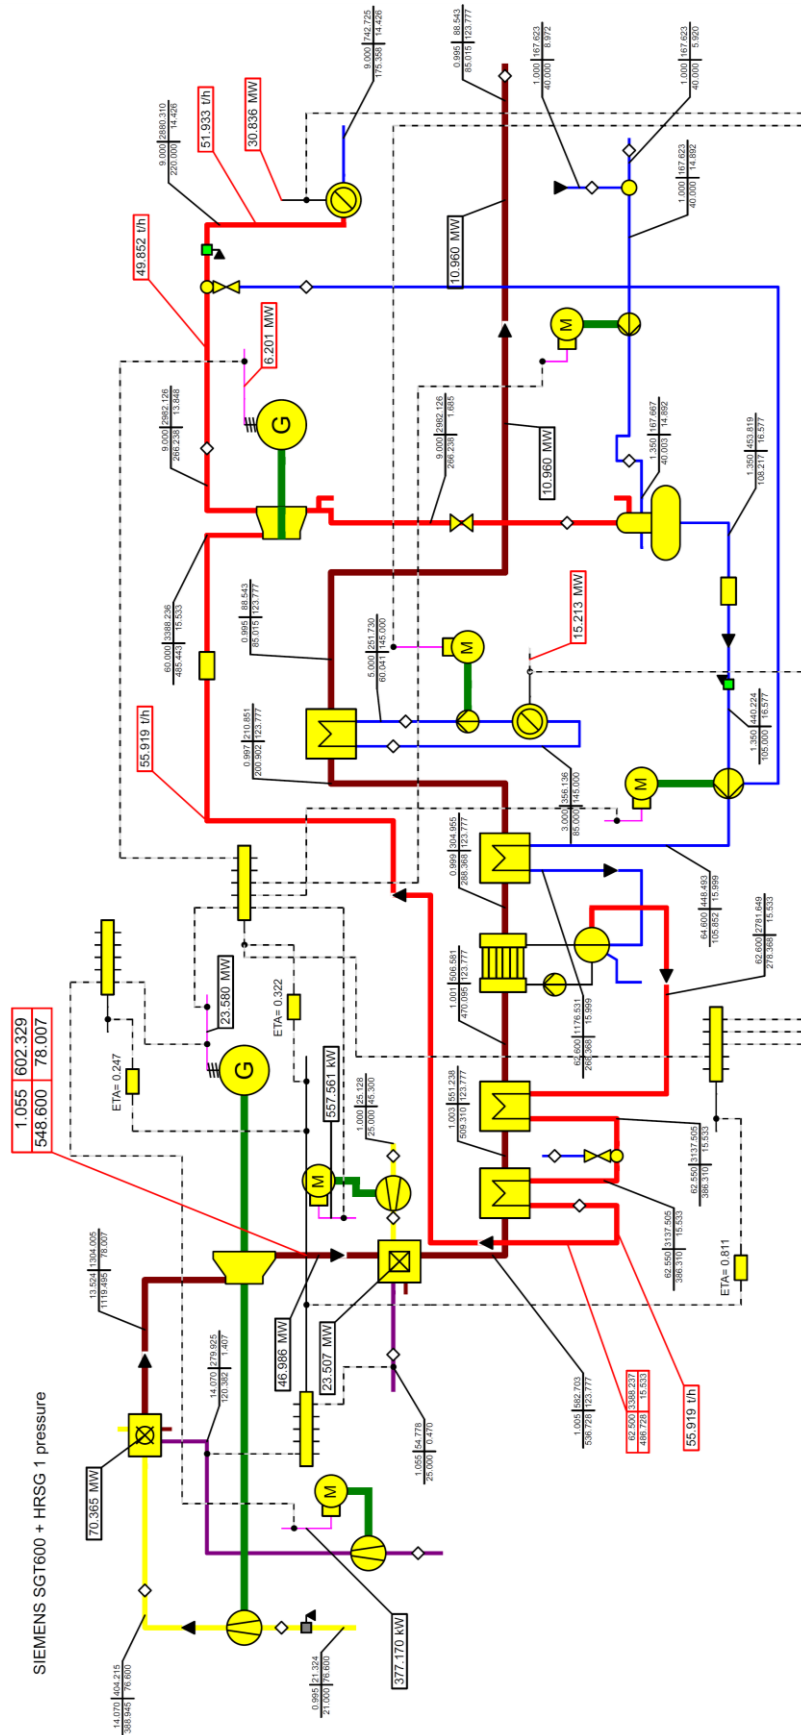 SIEMENS SGT600 + HRSG 1 pressure
14.070 404.215
388.945 76.600
0.995 21.324
21.000 76.600
377.170 kW
M
70.365 MW
13.524 1304.005
1119.495 78.007
14.070 279.925
120.382 1.407
1.055 602.329
548.600 78.007
46.986 MW
23.507 MW
1.055 54.778
25.000 0.470
1.005 582.703
536.728 123.777
62.500 3388.237
486.728 15.533
55.919 t/h
ETA= 0.247
23.580 MW
G
ETA= 0.322
M
557.561 kW
1.000 25.128
25.000 45.300
1.003 551.238
509.310 123.777
62.550 3137.505
386.310 15.533
62.550 3137.505
386.310 15.533
ETA= 0.811
1.001 506.581
470.095 123.777
62.600 1176.531
266.368 15.999
62.600 2781.649
278.368 15.533
0.999 304.955
288.368 123.777
64.600 448.493
105.852 15.999
M
55.919 t/h
60.000 3388.236
485.443 15.533
0.997 210.851
200.902 123.777
3.000 356.136
85.000 145.000
0.995 88.543
85.015 123.777
5.000 251.730
60.041 145.000
M
15.213 MW
1.350 440.224
105.000 16.577
1.350 453.819
108.217 16.577
1.350 167.667
40.003 14.892
9.000 2982.126
266.238 13.848
G
6.201 MW
9.000 2982.126
266.238 1.685
10.960 MW
M
49.852 t/h
9.000 2880.310
220.000 14.426
51.933 t/h
30.836 MW
9.000 742.725
175.358 14.426
10.960 MW
0.995 88.543
85.015 123.777
1.000 167.623
40.000 8.972
1.000 167.623
40.000 14.892
1.000 167.623
40.000 5.920